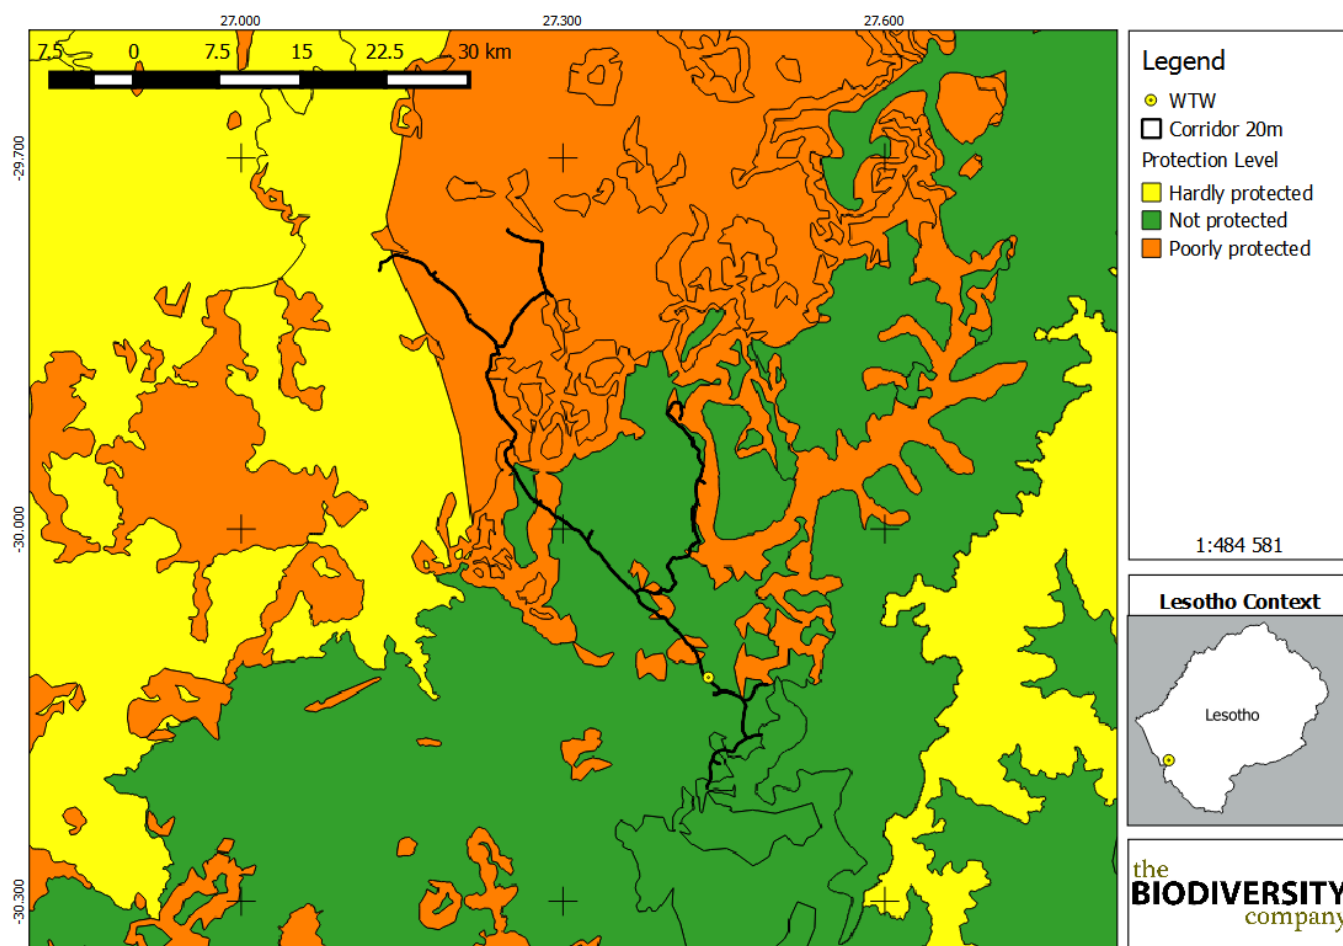 27.000 27.300 27.600
7.5 0 7.5 15 22.5 30 km
-29.700
-30.000
-30.300
Legend
WTW
Corridor 20m
Protection Level
Hardly protected
Not protected
Poorly protected
1:484 581
Lesotho Context
Lesotho
the
BIODIVERSITY
company